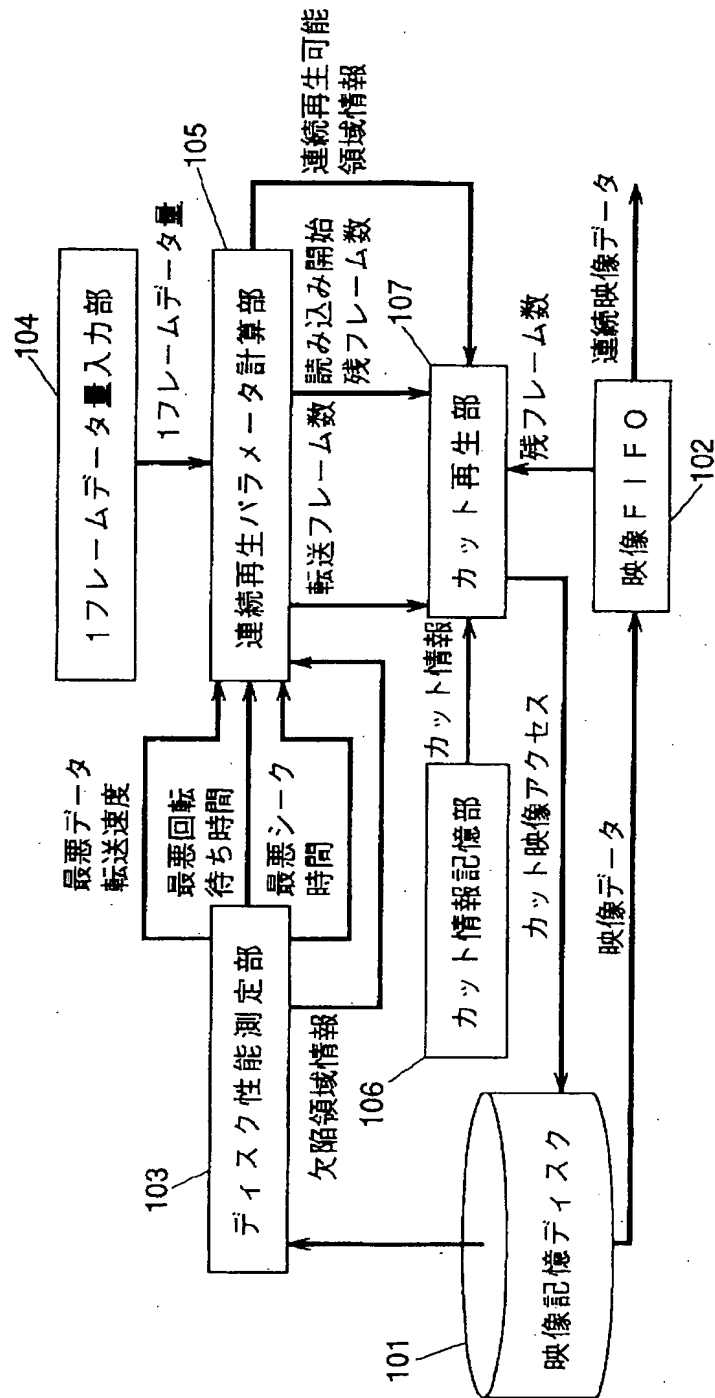 104
1フレームデータ量入力部
1フレームデータ量
最悪データ
転送速度
最悪回転
待ち時間
最悪シーク
時間
103
ディスク性能測定部
欠陥領域情報
105
連続再生パラメータ計算部
連続再生可能
領域情報
転送フレーム数
読み込み開始
残フレーム数
106
カット情報記憶部
カット情報
107
カット再生部
カット映像アクセス
残フレーム数
101
映像記憶ディスク
映像データ
映像FIFO
102
連続映像データ